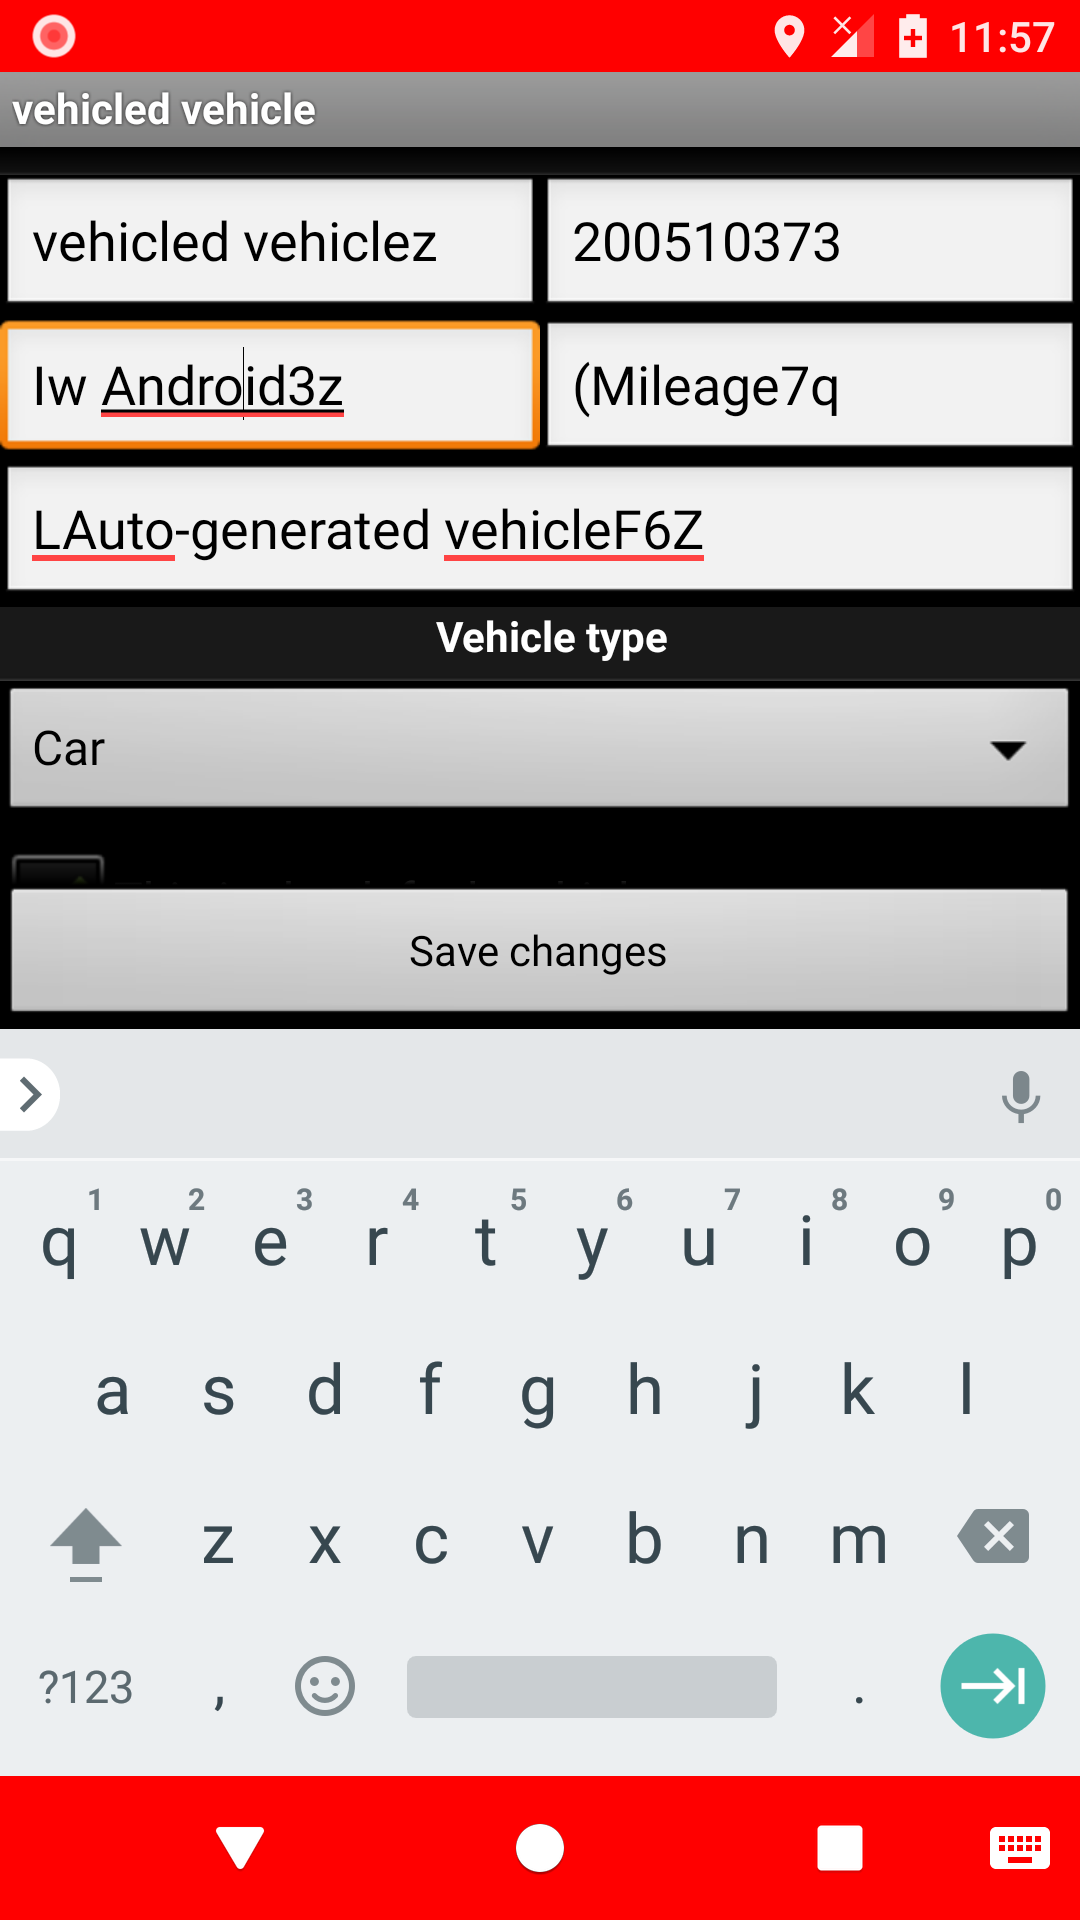 11:57
vehicled vehicle
vehicled vehiclez
200510373
Iw Android3z
(Mileage7q
LAuto-generated vehicleF6Z
Vehicle type
Car
Save changes
1 2 3 4 5 6 7 8 9 0
q w e r t y u i o p
a s d f g h j k l
z x c v b n m
?123 , .